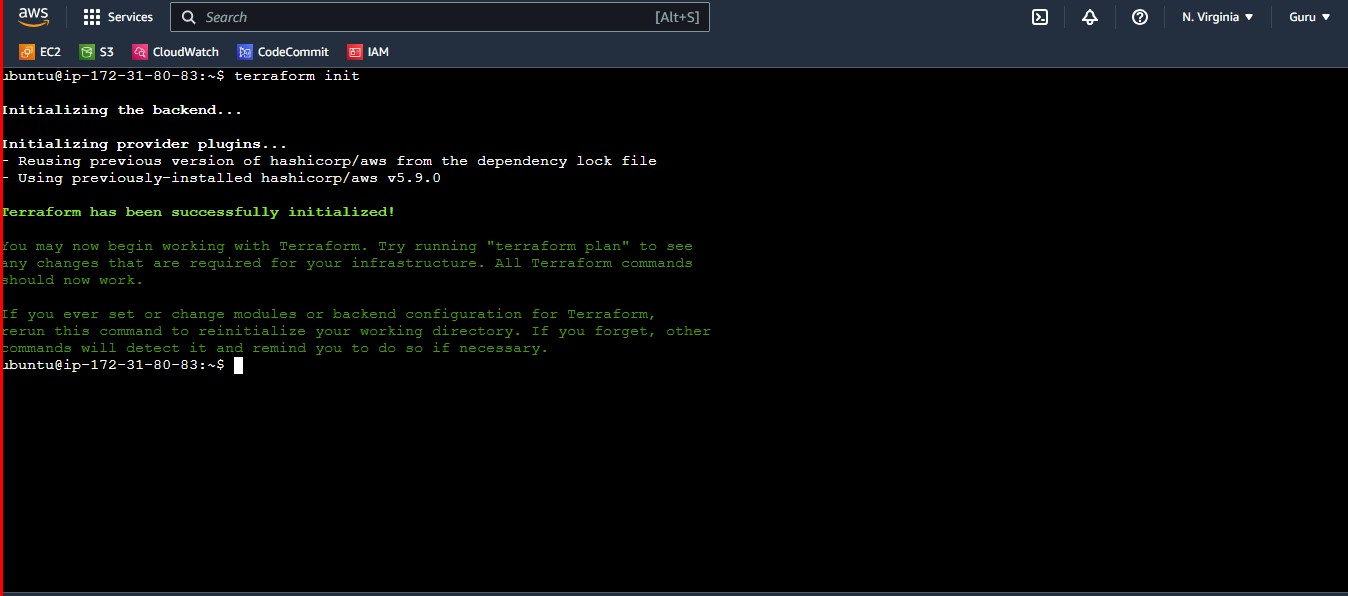 aws
Services
Search [Alt+S]
N. Virginia
Guru
EC2 S3 CloudWatch CodeCommit IAM
ubuntu@ip-172-31-80-83:~$ terraform init
Initializing the backend...
Initializing provider plugins...
- Reusing previous version of hashicorp/aws from the dependency lock file
- Using previously-installed hashicorp/aws v5.9.0
Terraform has been successfully initialized!
You may now begin working with Terraform. Try running "terraform plan" to see
any changes that are required for your infrastructure. All Terraform commands
should now work.
If you ever set or change modules or backend configuration for Terraform,
rerun this command to reinitialize your working directory. If you forget, other
commands will detect it and remind you to do so if necessary.
ubuntu@ip-172-31-80-83:~$